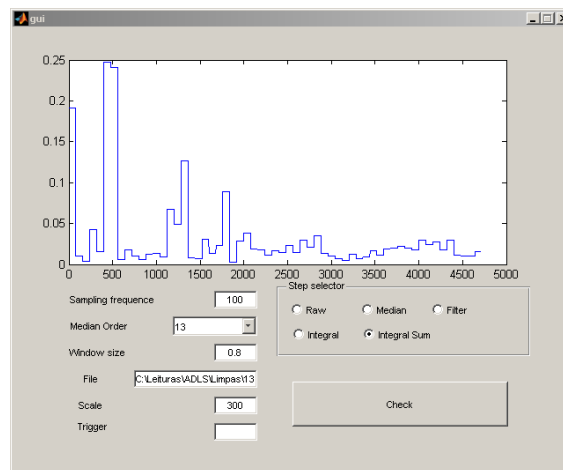 gui
0.25
0.2
0.15
0.1
0.05
0
0 500 1000 1500 2000 2500 3000 3500 4000 4500 5000
Sampling frequence 100
Median Order 13
Window size 0.8
File C:\Leituras\ADLS\Limpas\13
Scale 300
Trigger
Step selector
Raw Median Filter
Integral Integral Sum
Check